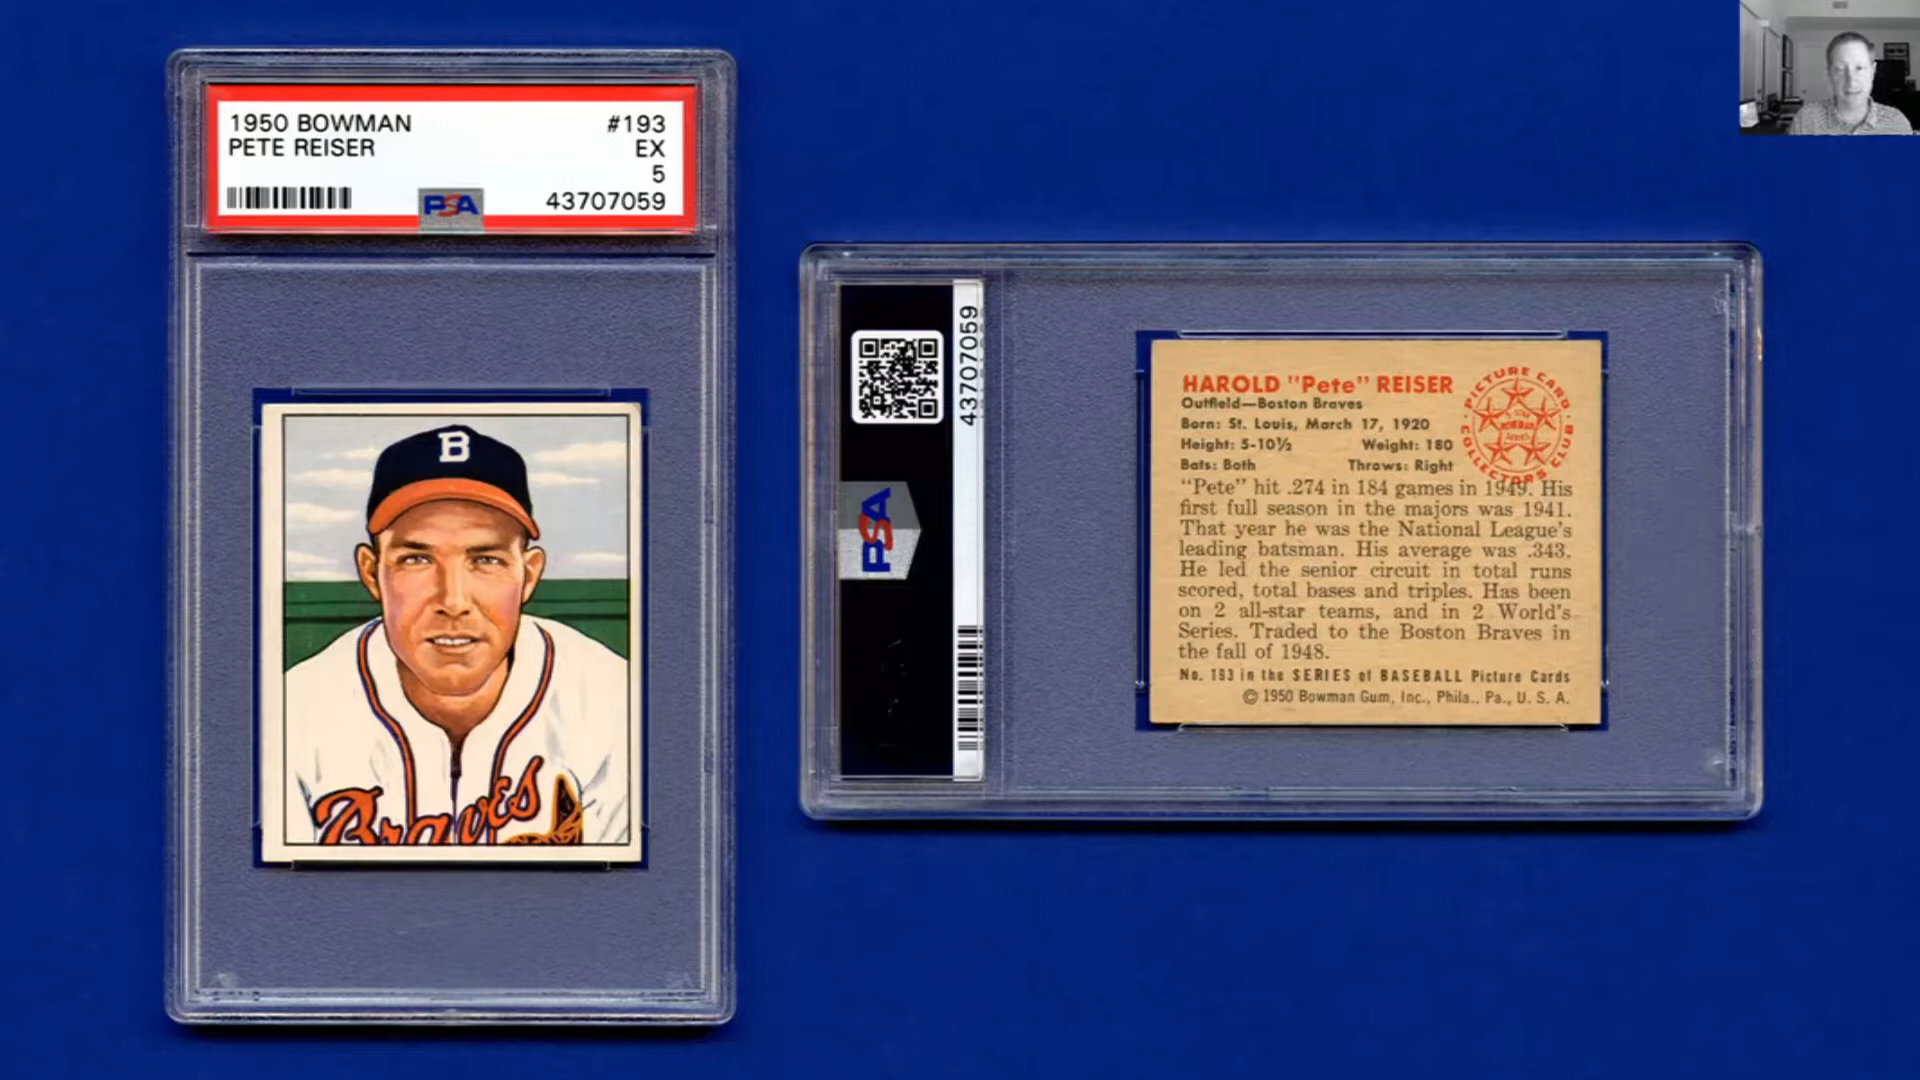 1950 BOWMAN #193
PETE REISER EX
5
PSA 43707059
B
Braves
43707059
PSA
HAROLD "Pete" REISER
Outfield—Boston Braves
Born: St. Louis, March 17, 1920
Height: 5-10½ Weight: 180
Bats: Both Throws: Right
PICTURE CARD
COLLECTORS CLUB
5-STAR
BOWMAN
SERIES
"Pete" hit .274 in 184 games in 1949. His
first full season in the majors was 1941.
That year he was the National League's
leading batsman. His average was .343.
He led the senior circuit in total runs
scored, total bases and triples. Has been
on 2 all-star teams, and in 2 World's
Series. Traded to the Boston Braves in
the fall of 1948.
No. 193 in the SERIES of BASEBALL Picture Cards
© 1950 Bowman Gum, Inc., Phila., Pa., U. S. A.